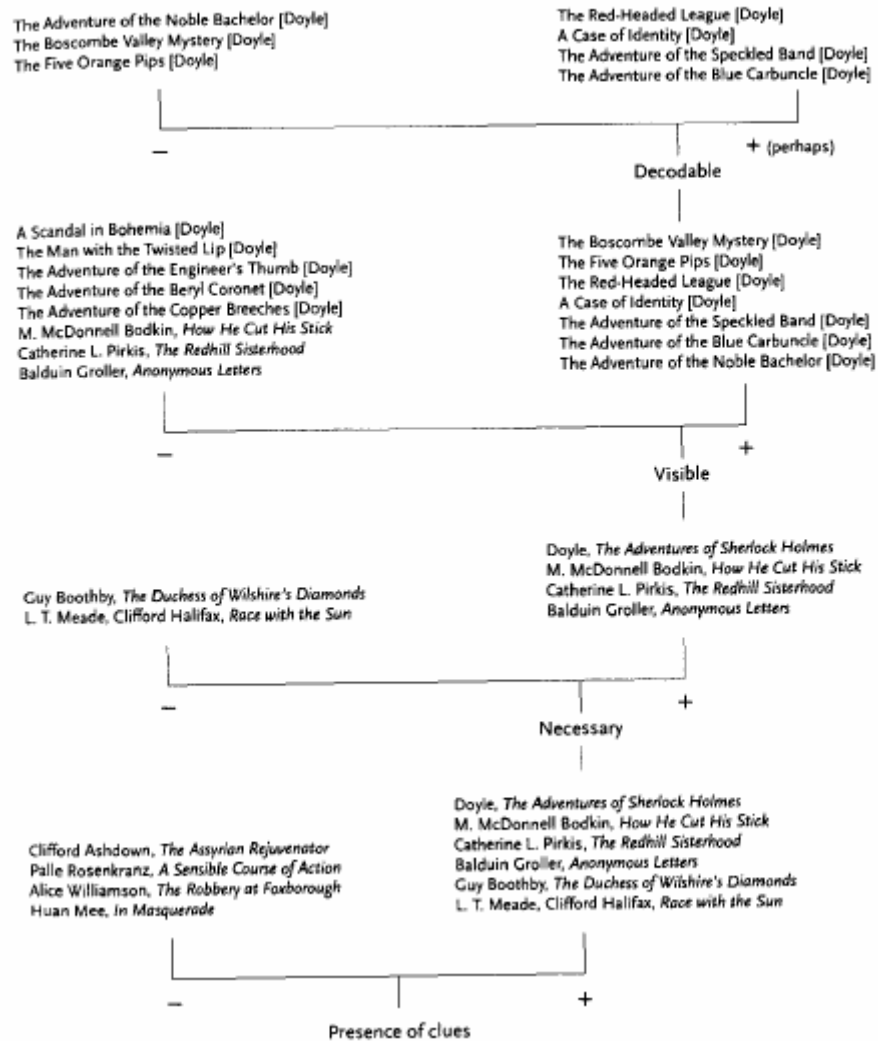 The Adventure of the Noble Bachelor [Doyle]
The Boscombe Valley Mystery [Doyle]
The Five Orange Pips [Doyle]
The Red-Headed League [Doyle]
A Case of Identity [Doyle]
The Adventure of the Speckled Band [Doyle]
The Adventure of the Blue Carbuncle [Doyle]
–
+ (perhaps)
Decodable
A Scandal in Bohemia [Doyle]
The Man with the Twisted Lip [Doyle]
The Adventure of the Engineer's Thumb [Doyle]
The Adventure of the Beryl Coronet [Doyle]
The Adventure of the Copper Breeches [Doyle]
M. McDonnell Bodkin, How He Cut His Stick
Catherine L. Pirkis, The Redhill Sisterhood
Balduin Groller, Anonymous Letters
The Boscombe Valley Mystery [Doyle]
The Five Orange Pips [Doyle]
The Red-Headed League [Doyle]
A Case of Identity [Doyle]
The Adventure of the Speckled Band [Doyle]
The Adventure of the Blue Carbuncle [Doyle]
The Adventure of the Noble Bachelor [Doyle]
–
+
Visible
Guy Boothby, The Duchess of Wilshire's Diamonds
L. T. Meade, Clifford Halifax, Race with the Sun
Doyle, The Adventures of Sherlock Holmes
M. McDonnell Bodkin, How He Cut His Stick
Catherine L. Pirkis, The Redhill Sisterhood
Balduin Groller, Anonymous Letters
–
+
Necessary
Clifford Ashdown, The Assyrian Rejuvenator
Palle Rosenkranz, A Sensible Course of Action
Alice Williamson, The Robbery at Foxborough
Huan Mee, In Masquerade
Doyle, The Adventures of Sherlock Holmes
M. McDonnell Bodkin, How He Cut His Stick
Catherine L. Pirkis, The Redhill Sisterhood
Balduin Groller, Anonymous Letters
Guy Boothby, The Duchess of Wilshire's Diamonds
L. T. Meade, Clifford Halifax, Race with the Sun
–
+
Presence of clues